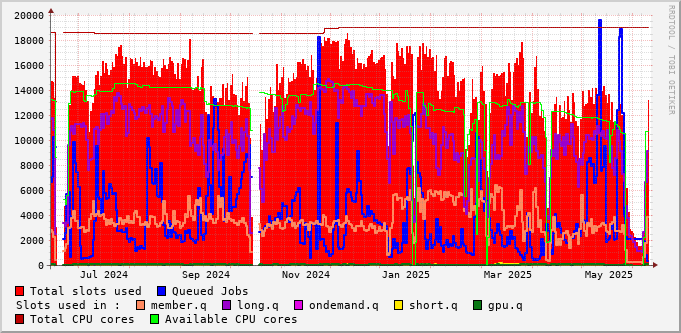 20000
18000
16000
14000
12000
10000
8000
6000
4000
2000
0
Jul 2024 Sep 2024 Nov 2024 Jan 2025 Mar 2025 May 2025
RRDTOOL / TOBI OETIKER
Total slots used Queued Jobs
Slots used in : member.q long.q ondemand.q short.q gpu.q
Total CPU cores Available CPU cores